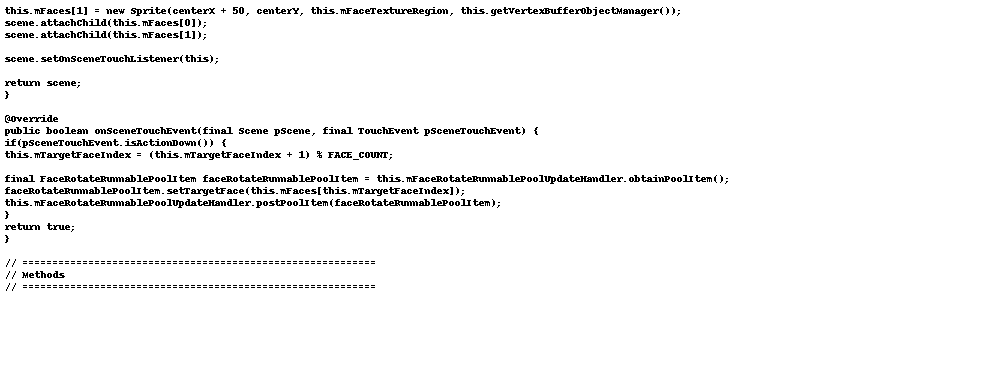 this.mFaces[1] = new Sprite(centerX + 50, centerY, this.mFaceTextureRegion, this.getVertexBufferObjectManager());
scene.attachChild(this.mFaces[0]);
scene.attachChild(this.mFaces[1]);

scene.setOnSceneTouchListener(this);

return scene;
}

@Override
public boolean onSceneTouchEvent(final Scene pScene, final TouchEvent pSceneTouchEvent) {
if(pSceneTouchEvent.isActionDown()) {
this.mTargetFaceIndex = (this.mTargetFaceIndex + 1) % FACE_COUNT;

final FaceRotateRunnablePoolItem faceRotateRunnablePoolItem = this.mFaceRotateRunnablePoolUpdateHandler.obtainPoolItem();
faceRotateRunnablePoolItem.setTargetFace(this.mFaces[this.mTargetFaceIndex]);
this.mFaceRotateRunnablePoolUpdateHandler.postPoolItem(faceRotateRunnablePoolItem);
}
return true;
}

// ===========================================================
// Methods
// ===========================================================